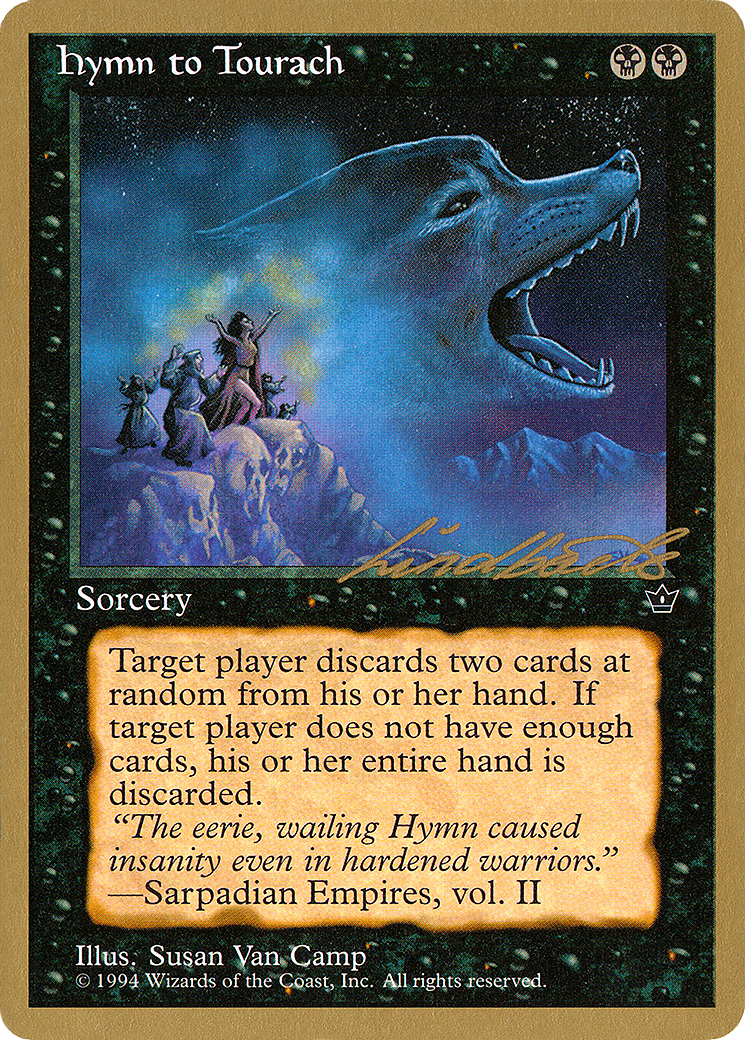 Hymn to Tourach
Lindbäck
Sorcery
Target player discards two cards at
random from his or her hand. If
target player does not have enough
cards, his or her entire hand is
discarded.
“The eerie, wailing Hymn caused
insanity even in hardened warriors.”
—Sarpadian Empires, vol. II
Illus. Susan Van Camp
© 1994 Wizards of the Coast, Inc. All rights reserved.